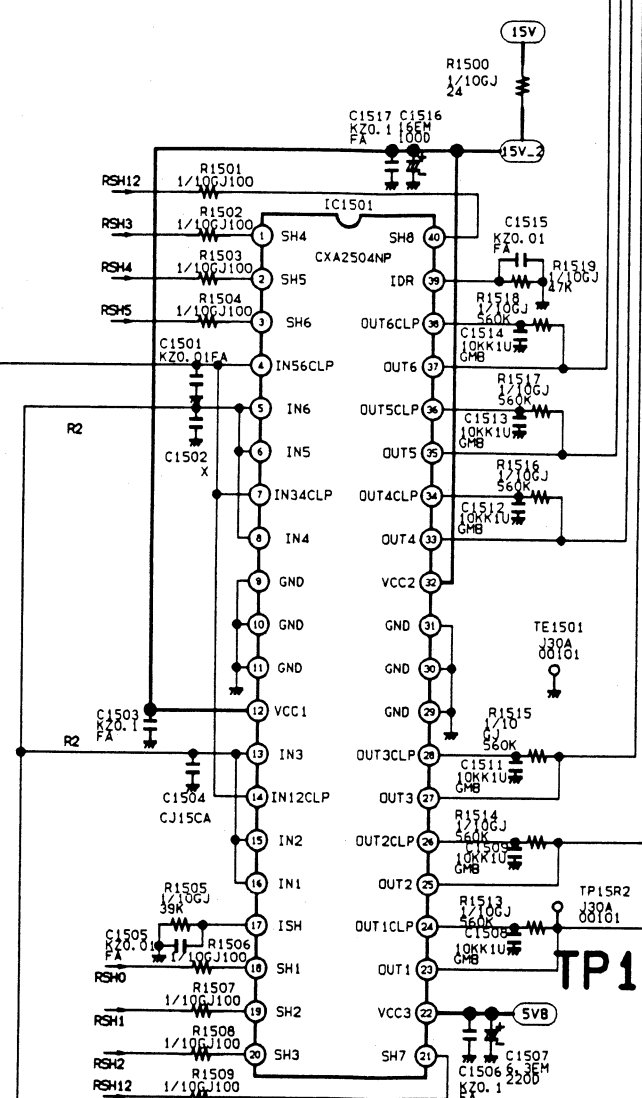 15V
R1500
1/10GJ
24
C1517 C1516
KZ0.1 16EM
FA 100D
15V_2
RSH12
R1501
1/10GJ100
RSH3
R1502
1/10GJ100
RSH4
R1503
1/10GJ100
RSH5
R1504
1/10GJ100
IC1501
CXA2504NP
1 SH4
2 SH5
3 SH6
4 IN56CLP
5 IN6
6 IN5
7 IN34CLP
8 IN4
9 GND
10 GND
11 GND
12 VCC1
13 IN3
14 IN12CLP
15 IN2
16 IN1
17 ISH
18 SH1
19 SH2
20 SH3
SH8 40
IDR 39
OUT6CLP 38
OUT6 37
OUT5CLP 36
OUT5 35
OUT4CLP 34
OUT4 33
VCC2 32
GND 31
GND 30
GND 29
OUT3CLP 28
OUT3 27
OUT2CLP 26
OUT2 25
OUT1CLP 24
OUT1 23
VCC3 22
SH7 21
C1515
KZ0.01
FA
R1519
1/10GJ
47K
R1518
1/10GJ
560K
C1514
10KK1U
GMB
R1517
1/10GJ
560K
C1513
10KK1U
GMB
R1516
1/10GJ
560K
C1512
10KK1U
GMB
C1501
KZ0.01FA
R2
C1502
X
TE1501
J30A
00101
C1503
KZ0.1
FA
R2
C1504
CJ15CA
R1515
1/10
GJ
560K
C1511
10KK1U
GMB
R1514
1/10GJ
560K
C1509
10KK1U
GMB
R1513
1/10GJ
560K
C1508
10KK1U
GMB
TP15R2
J30A
00101
TP1
R1505
1/10GJ
39K
C1505
KZ0.01
FA
RSH0
R1506
1/10GJ100
RSH1
R1507
1/10GJ100
RSH2
R1508
1/10GJ100
RSH12
R1509
1/10GJ100
5VB
C1506
KZ0.1
FA
C1507
6.3EM
220D